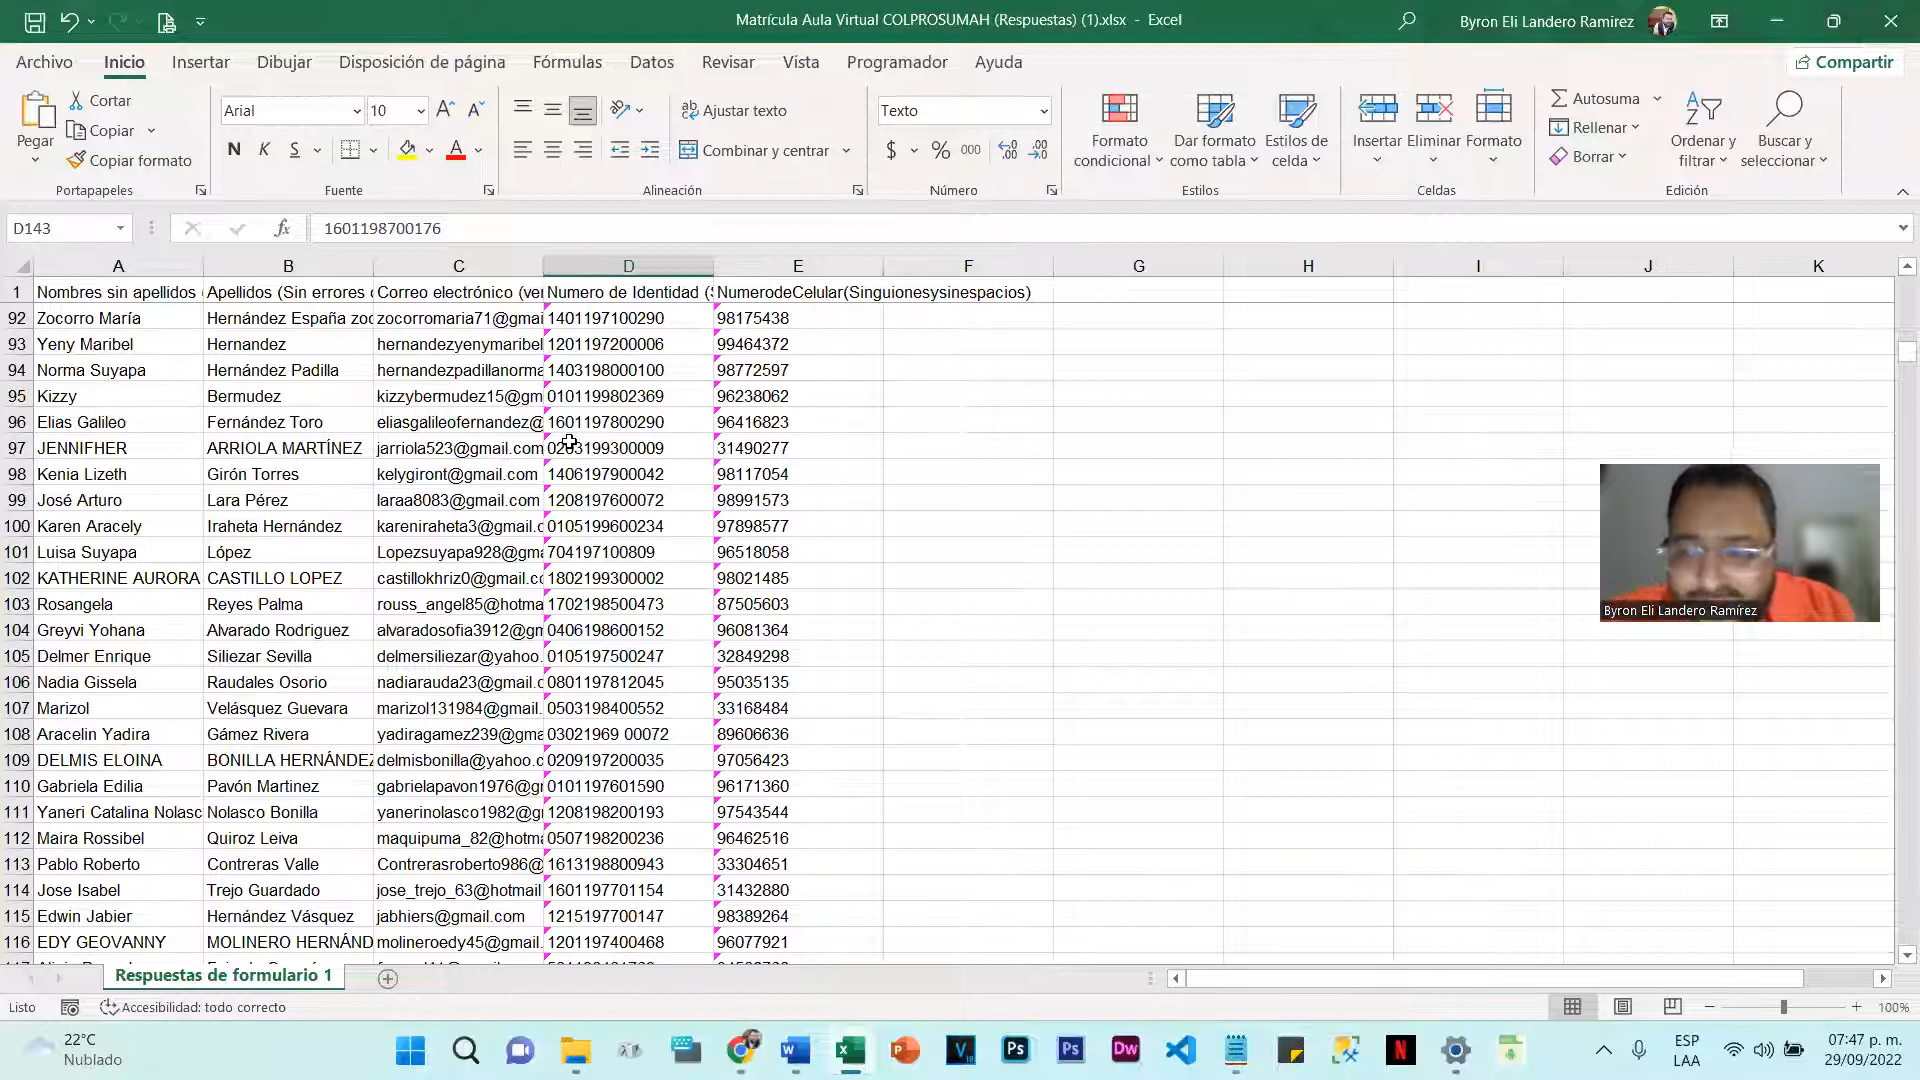 Matrícula Aula Virtual COLPROSUMAH (Respuestas) (1).xlsx - Excel
Byron Eli Landero Ramirez
Archivo Inicio Insertar Dibujar Disposición de página Fórmulas Datos Revisar Vista Programador Ayuda Compartir
Pegar Cortar Copiar Copiar formato
Arial 10 N K S
Ajustar texto
Combinar y centrar
Texto
$ % 000
Formato condicional
Dar formato como tabla
Estilos de celda
Insertar Eliminar Formato
Autosuma
Rellenar
Borrar
Ordenar y filtrar
Buscar y seleccionar
Portapapeles Fuente Alineación Número Estilos Celdas Edición
D143 fx 1601198700176
A B C D E F G H I J K
1 Nombres sin apellidos Apellidos (Sin errores Correo electrónico (ver Numero de Identidad (S NumerodeCelular(Singuionesysinespacios)
92 Zocorro María Hernández España zoc zocorromaria71@gmai 1401197100290 98175438
93 Yeny Maribel Hernandez hernandezyenymaribel 1201197200006 99464372
94 Norma Suyapa Hernández Padilla hernandezpadillanorma 1403198000100 98772597
95 Kizzy Bermudez kizzybermudez15@gm 0101199802369 96238062
96 Elias Galileo Fernández Toro eliasgalileofernandez@ 1601197800290 96416823
97 JENNIFHER ARRIOLA MARTÍNEZ jarriola523@gmail.com 31490277
98 Kenia Lizeth Girón Torres kelygiront@gmail.com 1406197900042 98117054
99 José Arturo Lara Pérez laraa8083@gmail.com 1208197600072 98991573
100 Karen Aracely Iraheta Hernández kareniraheta3@gmail.c 0105199600234 97898577
101 Luisa Suyapa López Lopezsuyapa928@gma 704197100809 96518058
102 KATHERINE AURORA CASTILLO LOPEZ castillokhriz0@gmail.cc 1802199300002 98021485
103 Rosangela Reyes Palma rouss_angel85@hotma 1702198500473 87505603
104 Greyvi Yohana Alvarado Rodriguez alvaradosofia3912@gm 0406198600152 96081364
105 Delmer Enrique Siliezar Sevilla delmersiliezar@yahoo. 0105197500247 32849298
106 Nadia Gissela Raudales Osorio nadiarauda23@gmail.c 0801197812045 95035135
107 Marizol Velásquez Guevara marizol131984@gmail. 0503198400552 33168484
108 Aracelin Yadira Gámez Rivera yadiragamez239@gma 03021969 00072 89606636
109 DELMIS ELOINA BONILLA HERNÁNDEZ delmisbonilla@yahoo.c 0209197200035 97056423
110 Gabriela Edilia Pavón Martinez gabrielapavon1976@gr 0101197601590 96171360
111 Yaneri Catalina Nolasc Nolasco Bonilla yanerinolasco1982@gr 1208198200193 97543544
112 Maira Rossibel Quiroz Leiva maquipuma_82@hotma 0507198200236 96462516
113 Pablo Roberto Contreras Valle Contrerasroberto986@ 1613198800943 33304651
114 Jose Isabel Trejo Guardado jose_trejo_63@hotmail 1601197701154 31432880
115 Edwin Jabier Hernández Vásquez jabhiers@gmail.com 1215197700147 98389264
116 EDY GEOVANNY MOLINERO HERNÁND molineroedy45@gmail. 1201197400468 96077921
Byron Eli Landero Ramírez
Respuestas de formulario 1
Listo Accesibilidad: todo correcto 100%
22°C
Nublado
ESP
LAA
07:47 p. m.
29/09/2022